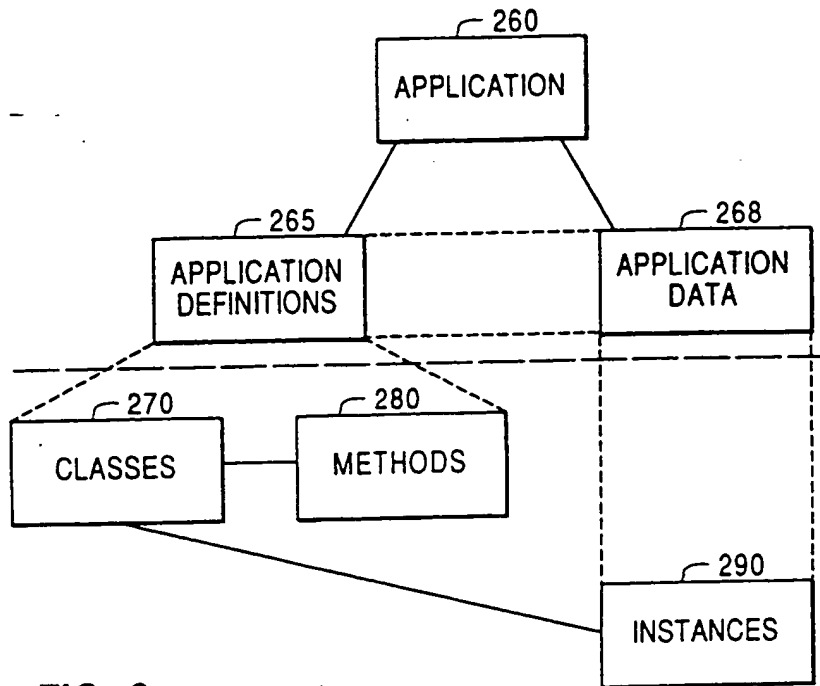 260
APPLICATION
265
APPLICATION
DEFINITIONS
268
APPLICATION
DATA
270
CLASSES
280
METHODS
290
INSTANCES